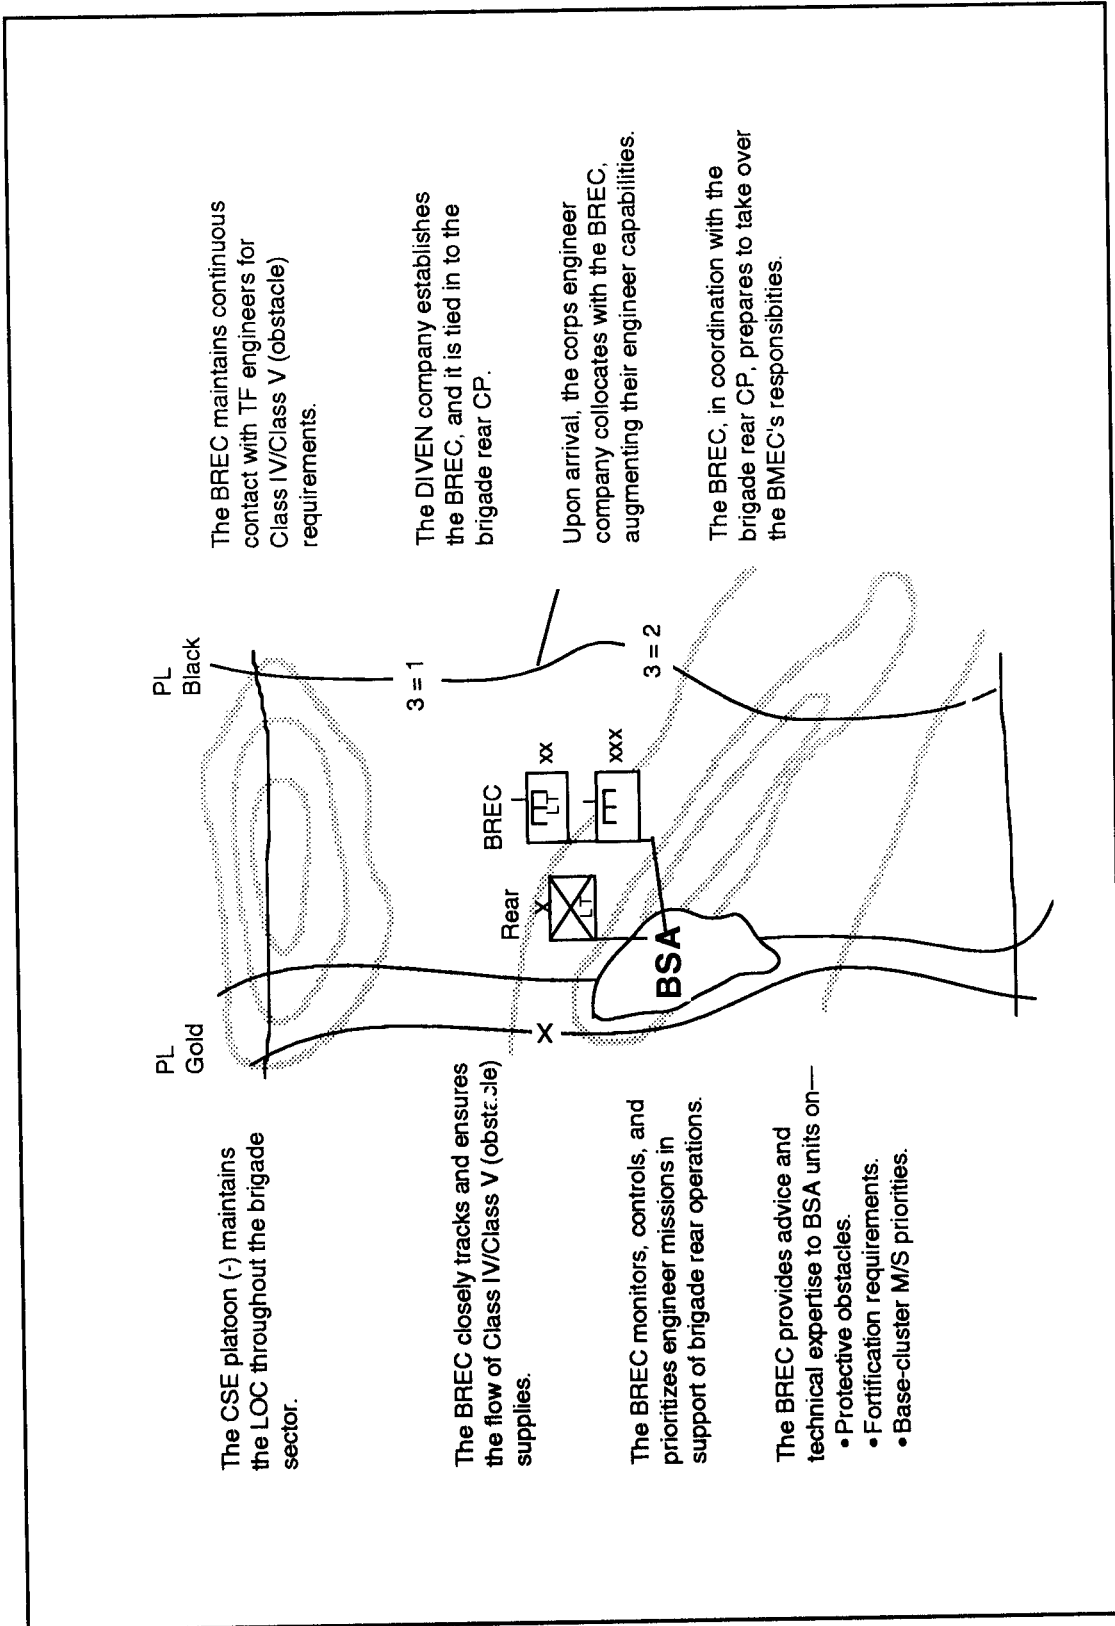 PL
Gold
PL
Black
The CSE platoon (-) maintains
the LOC throughout the brigade
sector.
The BREC closely tracks and ensures
the flow of Class IV/Class V (obstacle)
supplies.
The BREC monitors, controls, and
prioritizes engineer missions in
support of brigade rear operations.
The BREC provides advice and
technical expertise to BSA units on—
• Protective obstacles.
• Fortification requirements.
• Base-cluster M/S priorities.
X
Rear
X
LT
BREC
LT
xx
xxx
BSA
3 = 1
3 = 2
The BREC maintains continuous
contact with TF engineers for
Class IV/Class V (obstacle)
requirements.
The DIVEN company establishes
the BREC, and it is tied in to the
brigade rear CP.
Upon arrival, the corps engineer
company collocates with the BREC,
augmenting their engineer capabilities.
The BREC, in coordination with the
brigade rear CP, prepares to take over
the BMEC's responsibities.